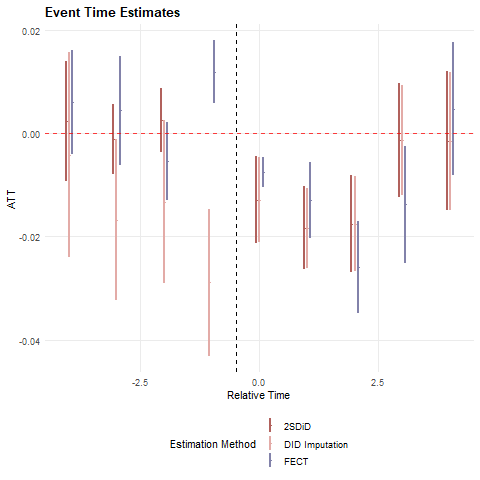 Event Time Estimates
0.02
0.00
-0.02
-0.04
ATT
-2.5 0.0 2.5
Relative Time
Estimation Method
2SDiD
DID Imputation
FECT